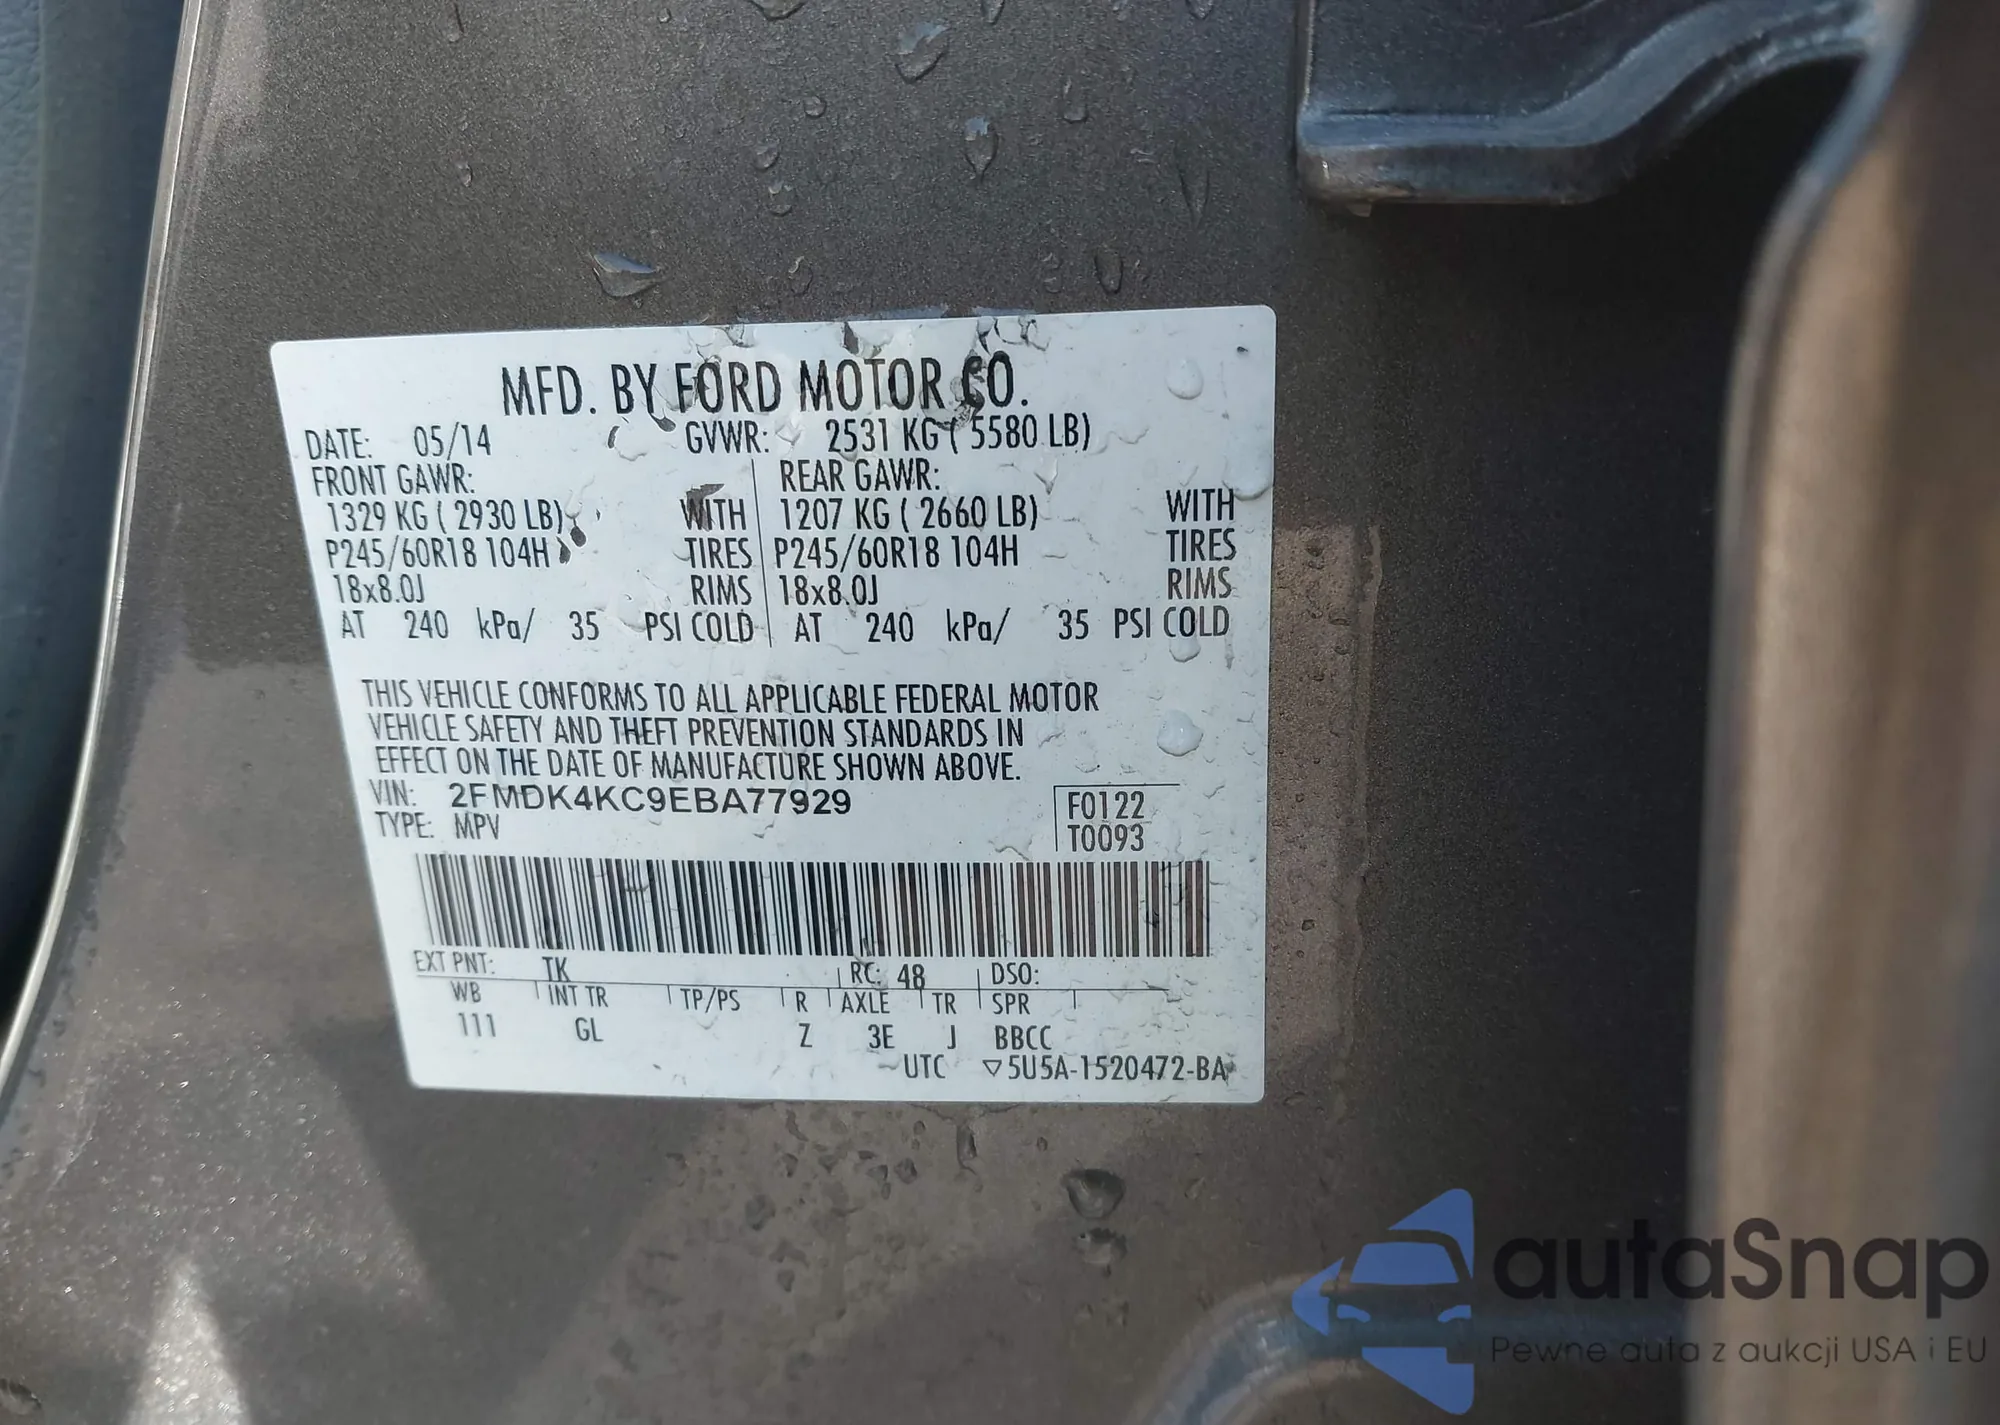 MFD. BY FORD MOTOR CO.
DATE: 05/14 GVWR: 2531 KG ( 5580 LB)
FRONT GAWR: REAR GAWR:
1329 KG ( 2930 LB) WITH 1207 KG ( 2660 LB) WITH
P245/60R18 104H TIRES P245/60R18 104H TIRES
18x8.0J RIMS 18x8.0J RIMS
AT 240 kPa/ 35 PSI COLD AT 240 kPa/ 35 PSI COLD
THIS VEHICLE CONFORMS TO ALL APPLICABLE FEDERAL MOTOR
VEHICLE SAFETY AND THEFT PREVENTION STANDARDS IN
EFFECT ON THE DATE OF MANUFACTURE SHOWN ABOVE.
VIN: 2FMDK4KC9EBA77929 F0122
TYPE: MPV T0093
EXT PNT: TK RC: 48 DSO:
WB INT TR TP/PS R AXLE TR SPR
111 GL Z 3E J BBCC
UTC ▽5U5A-1520472-BA
autaSnap
Pewne auta z aukcji USA i EU